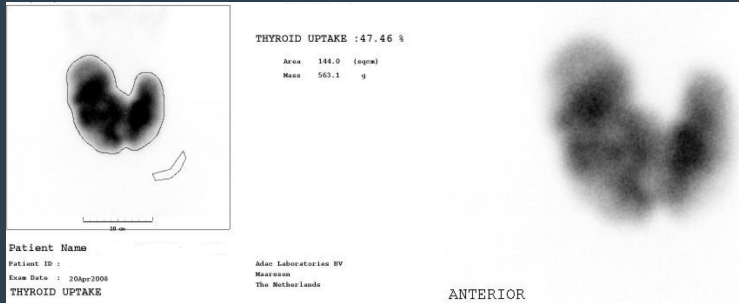 THYROID UPTAKE :47.46 %
Area 144.0 (sqcm)
Mass 563.1 g
10 cm
Patient Name
Patient ID :
Exam Date : 20Apr2008
THYROID UPTAKE
Adac Laboratories BV
Maarssen
The Netherlands
ANTERIOR